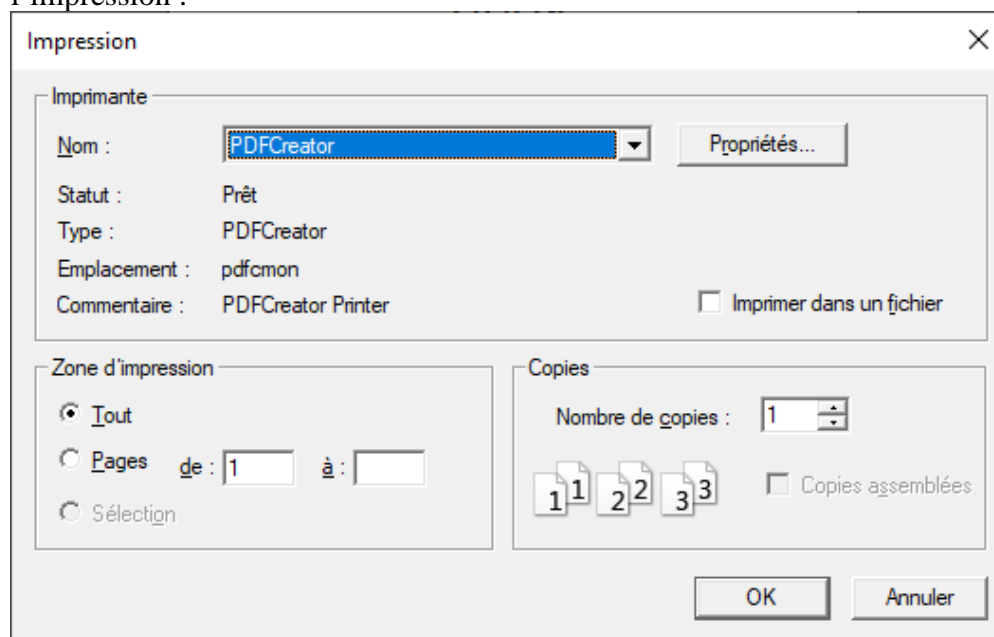 l'impression :
Impression
Imprimante
Nom :
PDFCreator
Propriétés...
Statut :
Prêt
Type :
PDFCreator
Emplacement :
pdfcmon
Commentaire :
PDFCreator Printer
Imprimer dans un fichier
Zone d'impression
Tout
Pages de : 1 à :
Sélection
Copies
Nombre de copies : 1
1 1 2 2 3 3
Copies assemblées
OK
Annuler